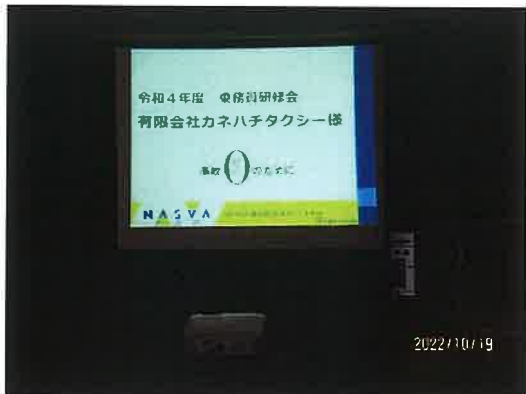 令和4年度　乗務員研修会
有限会社カネハチタクシー様
事故0のために
NASVA
2022/10/19